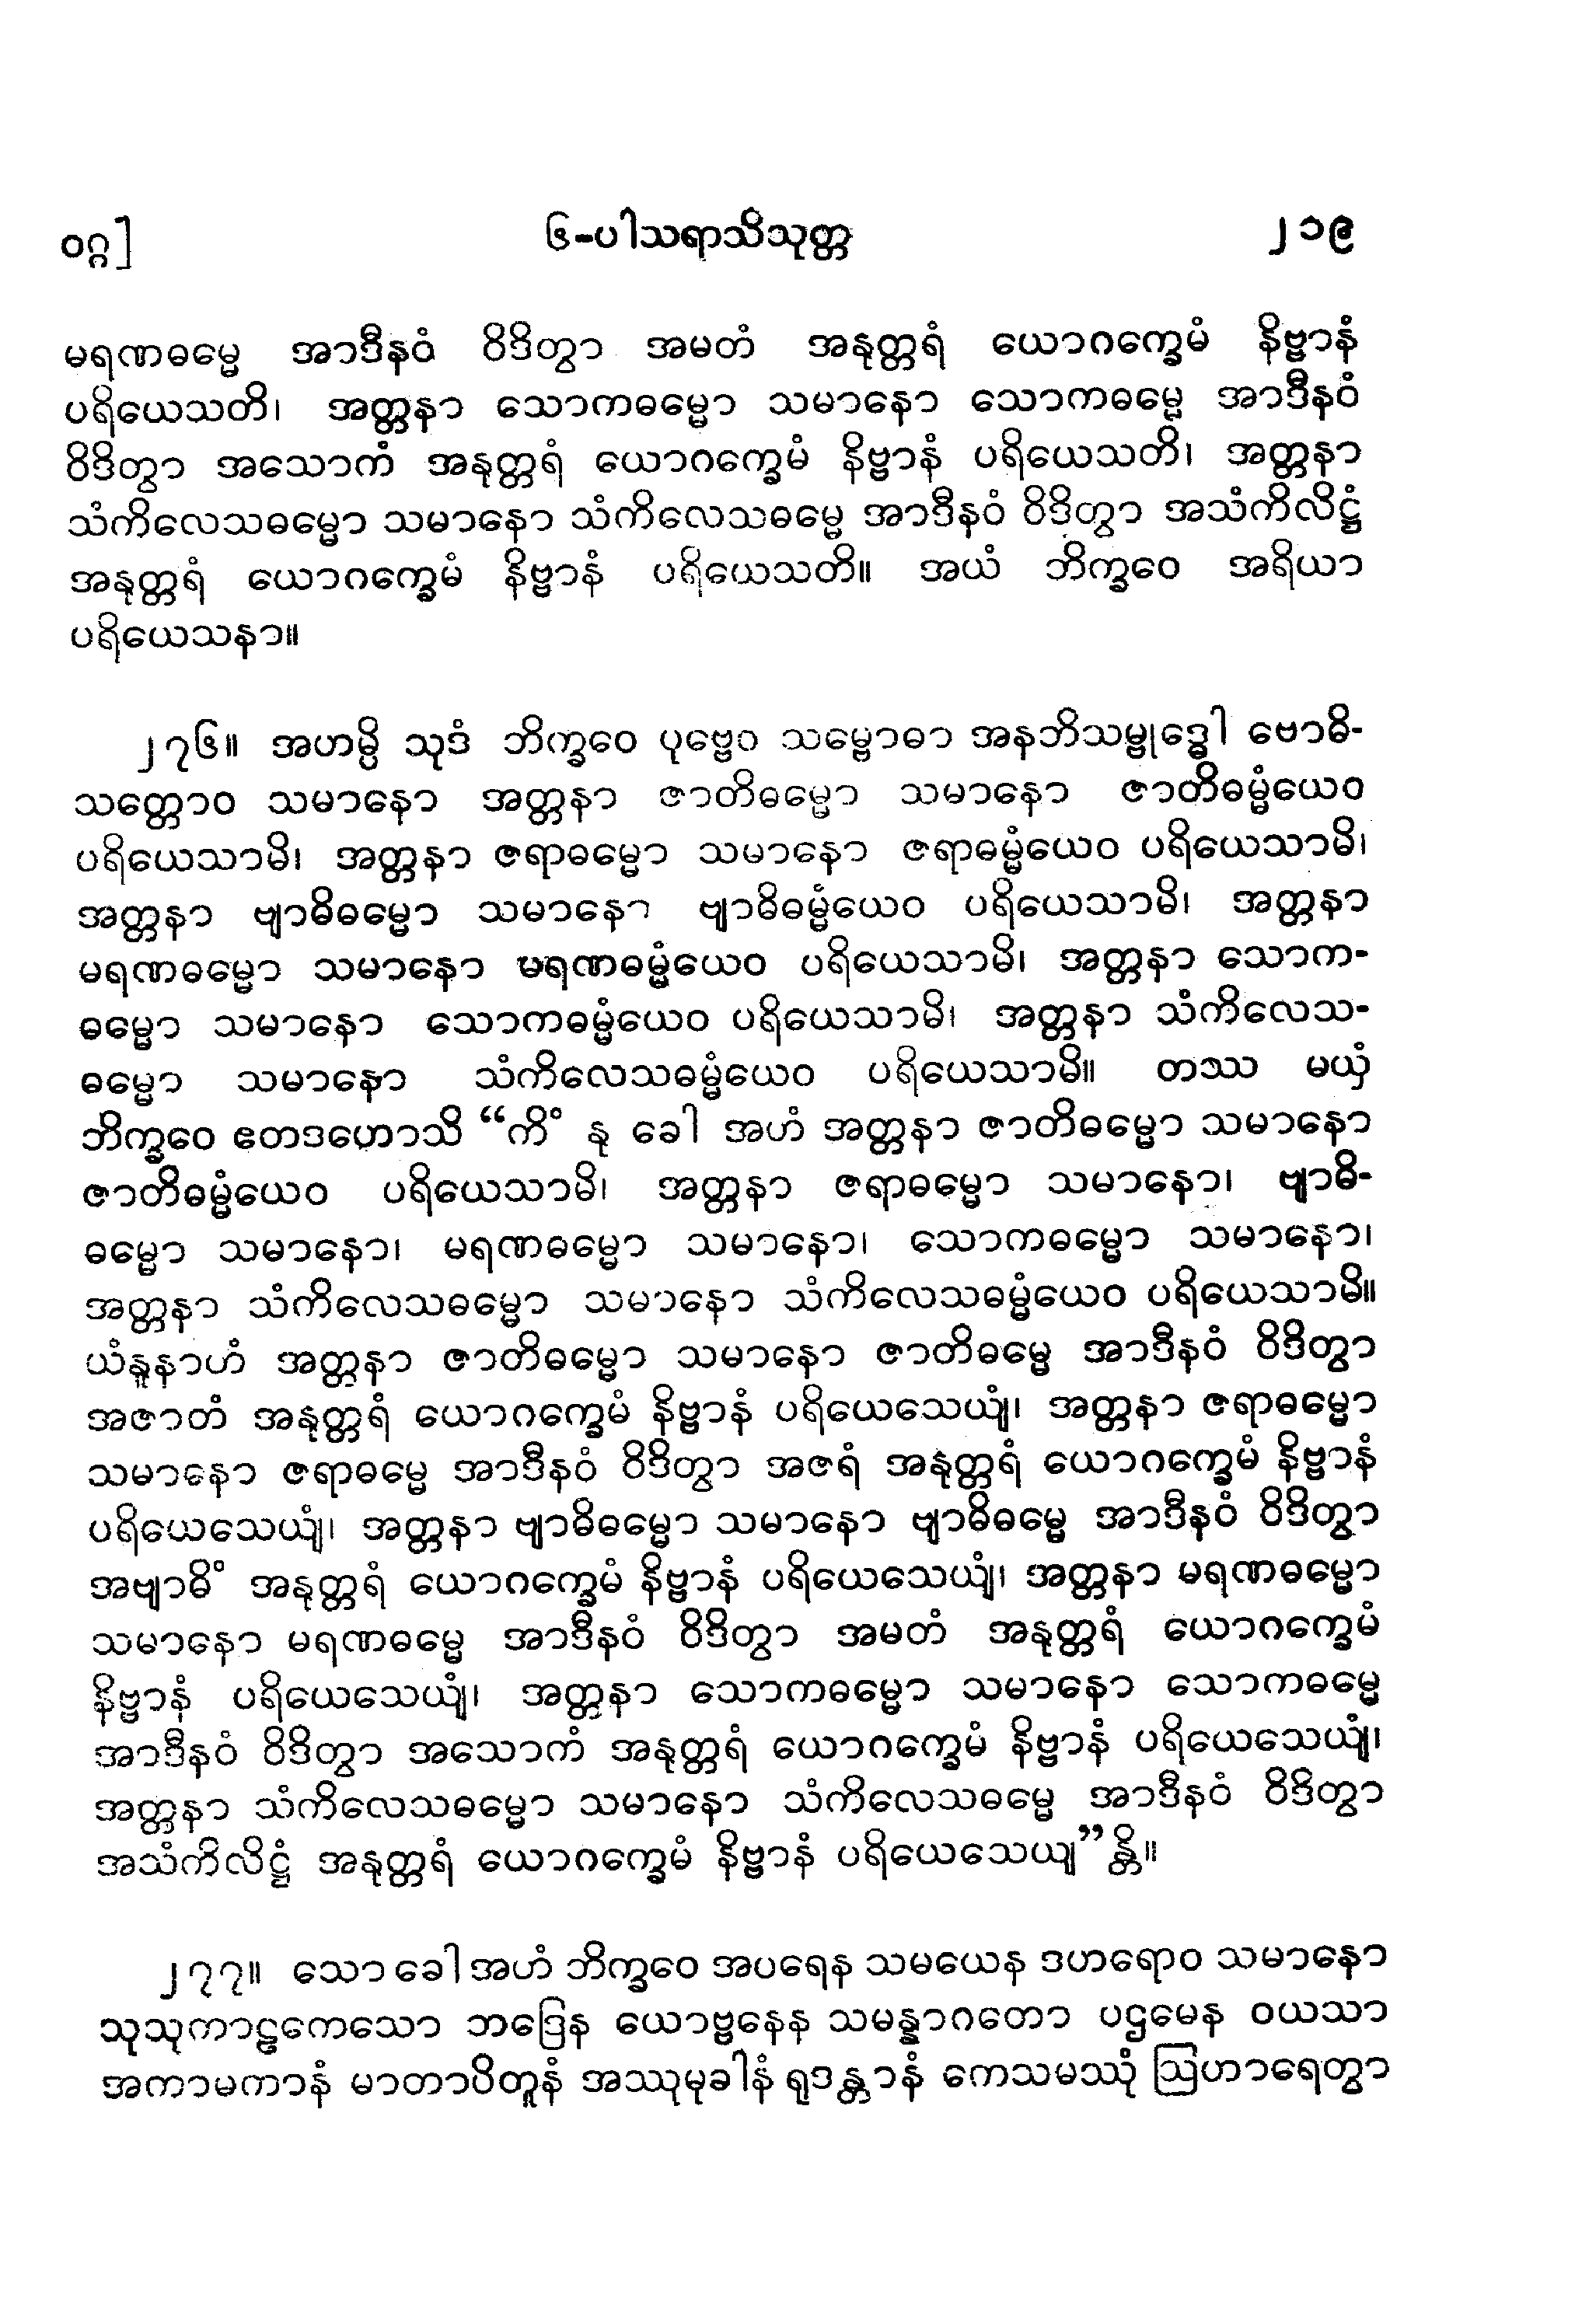 ဝဂ္ဂ]
၆-ပါသရာသိသုတ္တ
၂၁၉
မရဏဓမ္မေ အာဒီနဝံ ဝိဒိတွာ အမတံ အနုတ္တရံ ယောဂက္ခေမံ နိဗ္ဗာနံ
ပရိယေသတိ၊ အတ္တနာ သောကဓမ္မော သမာနော သောကဓမ္မေ အာဒီနဝံ
ဝိဒိတွာ အသောကံ အနုတ္တရံ ယောဂက္ခေမံ နိဗ္ဗာနံ ပရိယေသတိ၊ အတ္တနာ
သံကိလေသဓမ္မော သမာနော သံကိလေသဓမ္မေ အာဒီနဝံ ဝိဒိတွာ အသံကိလိဋ္ဌံ
အနုတ္တရံ ယောဂက္ခေမံ နိဗ္ဗာနံ ပရိယေသတိ။ အယံ ဘိက္ခဝေ အရိယာ
ပရိယေသနာ။
၂၇၆။ အဟမ္ပိ သုဒံ ဘိက္ခဝေ ပုဗ္ဗေဝ သမ္ဗောဓာ အနဘိသမ္ဗုဒ္ဓေါ ဗောဓိ-
သတ္တောဝ သမာနော အတ္တနာ ဇာတိဓမ္မော သမာနော ဇာတိဓမ္မံယေဝ
ပရိယေသာမိ၊ အတ္တနာ ဇရာဓမ္မော သမာနော ဇရာဓမ္မံယေဝ ပရိယေသာမိ၊
အတ္တနာ ဗျာဓိဓမ္မော သမာနော ဗျာဓိဓမ္မံယေဝ ပရိယေသာမိ၊ အတ္တနာ
မရဏဓမ္မော သမာနော မရဏဓမ္မံယေဝ ပရိယေသာမိ၊ အတ္တနာ သောက-
ဓမ္မော သမာနော သောကဓမ္မံယေဝ ပရိယေသာမိ၊ အတ္တနာ သံကိလေသ-
ဓမ္မော သမာနော သံကိလေသဓမ္မံယေဝ ပရိယေသာမိ။ တဿ မယှံ
ဘိက္ခဝေ ဧတဒဟောသိ “ကိံ နု ခေါ အဟံ အတ္တနာ ဇာတိဓမ္မော သမာနော
ဇာတိဓမ္မံယေဝ ပရိယေသာမိ၊ အတ္တနာ ဇရာဓမ္မော သမာနော၊ ဗျာဓိ-
ဓမ္မော သမာနော၊ မရဏဓမ္မော သမာနော၊ သောကဓမ္မော သမာနော၊
အတ္တနာ သံကိလေသဓမ္မော သမာနော သံကိလေသဓမ္မံယေဝ ပရိယေသာမိ။
ယံနူနာဟံ အတ္တနာ ဇာတိဓမ္မော သမာနော ဇာတိဓမ္မေ အာဒီနဝံ ဝိဒိတွာ
အဇာတံ အနုတ္တရံ ယောဂက္ခေမံ နိဗ္ဗာနံ ပရိယေသေယျံ၊ အတ္တနာ ဇရာဓမ္မော
သမာနော ဇရာဓမ္မေ အာဒီနဝံ ဝိဒိတွာ အဇရံ အနုတ္တရံ ယောဂက္ခေမံ နိဗ္ဗာနံ
ပရိယေသေယျံ၊ အတ္တနာ ဗျာဓိဓမ္မော သမာနော ဗျာဓိဓမ္မေ အာဒီနဝံ ဝိဒိတွာ
အဗျာဓိံ အနုတ္တရံ ယောဂက္ခေမံ နိဗ္ဗာနံ ပရိယေသေယျံ၊ အတ္တနာ မရဏဓမ္မော
သမာနော မရဏဓမ္မေ အာဒီနဝံ ဝိဒိတွာ အမတံ အနုတ္တရံ ယောဂက္ခေမံ
နိဗ္ဗာနံ ပရိယေသေယျံ၊ အတ္တနာ သောကဓမ္မော သမာနော သောကဓမ္မေ
အာဒီနဝံ ဝိဒိတွာ အသောကံ အနုတ္တရံ ယောဂက္ခေမံ နိဗ္ဗာနံ ပရိယေသေယျံ၊
အတ္တနာ သံကိလေသဓမ္မော သမာနော သံကိလေသဓမ္မေ အာဒီနဝံ ဝိဒိတွာ
အသံကိလိဋ္ဌံ အနုတ္တရံ ယောဂက္ခေမံ နိဗ္ဗာနံ ပရိယေသေယျ”န္တိ။
၂၇၇။ သော ခေါ အဟံ ဘိက္ခဝေ အပရေန သမယေန ဒဟရောဝ သမာနော
သုသုကာဠကေသော ဘဒြေန ယောဗ္ဗနေန သမန္နာဂတော ပဌမေန ဝယသာ
အကာမကာနံ မာတာပိတူနံ အဿုမုခါနံ ရုဒန္တာနံ ကေသမဿုံ ဩဟာရေတွာ